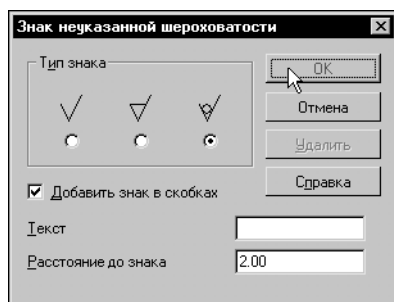 Знак неуказанной шероховатости
Тип знака
OK
Отмена
Удалить
Справка
Добавить знак в скобках
Текст
Расстояние до знака
2.00